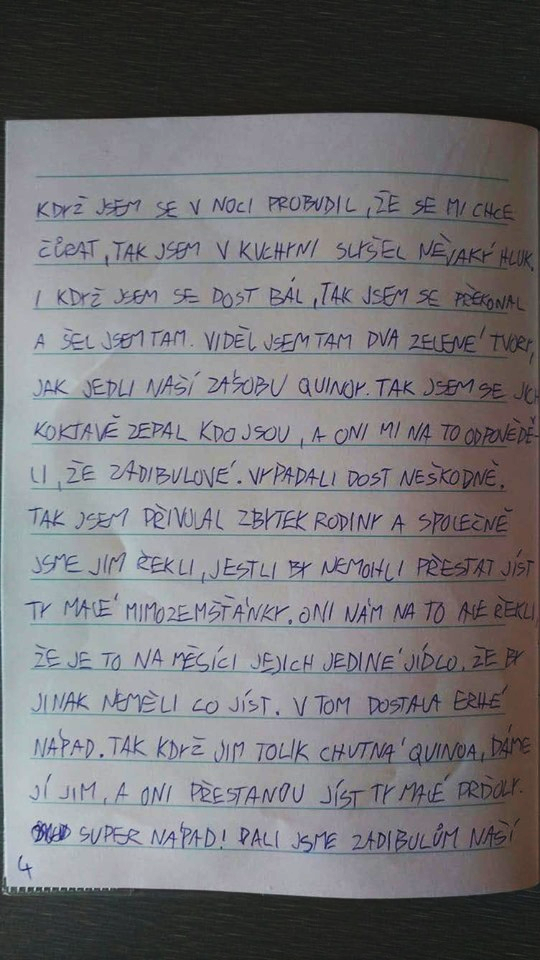 KDYŽ JSEM SE V NOCI PROBUDIL, ŽE SE MI CHCE
ČŮRAT, TAK JSEM V KUCHYNI SLYŠEL NĚJAKÝ HLUK.
I KDYŽ JSEM SE DOST BÁL, TAK JSEM SE PŘEKONAL
A ŠEL JSEM TAM. VIDĚL JSEM TAM DVA ZELENÉ TVORY,
JAK JEDLI NAŠÍ ZÁSOBU QUINOY. TAK JSEM SE JICH
KOKTAVĚ ZEPAL KDO JSOU, A ONI MI NA TO ODPOVĚDĚ-
LI, ŽE ZADIBULOVÉ. VYPADALI DOST NEŠKODNĚ.
TAK JSEM PŘIVOLAL ZBYTEK RODINY A SPOLEČNĚ
JSME JIM ŘEKLI, JESTLI BY NEMOHLI PŘESTAT JÍST
TY MALÉ MIMOZEMŠŤÁNKY. ONI NÁM NA TO ALE ŘEKLI,
ŽE JE TO NA MĚSÍCI JEJICH JEDINÉ JÍDLO. ŽE BY
JINAK NEMĚLI CO JÍST. V TOM DOSTALA ERHÉ
NÁPAD. TAK KDYŽ JIM TOLIK CHUTNÁ QUINOA, DÁME
JÍ JIM, A ONI PŘESTANOU JÍST TY MALÉ PRĎOLY.
SUPER NÁPAD! DALI JSME ZADIBULŮM NAŠÍ
4